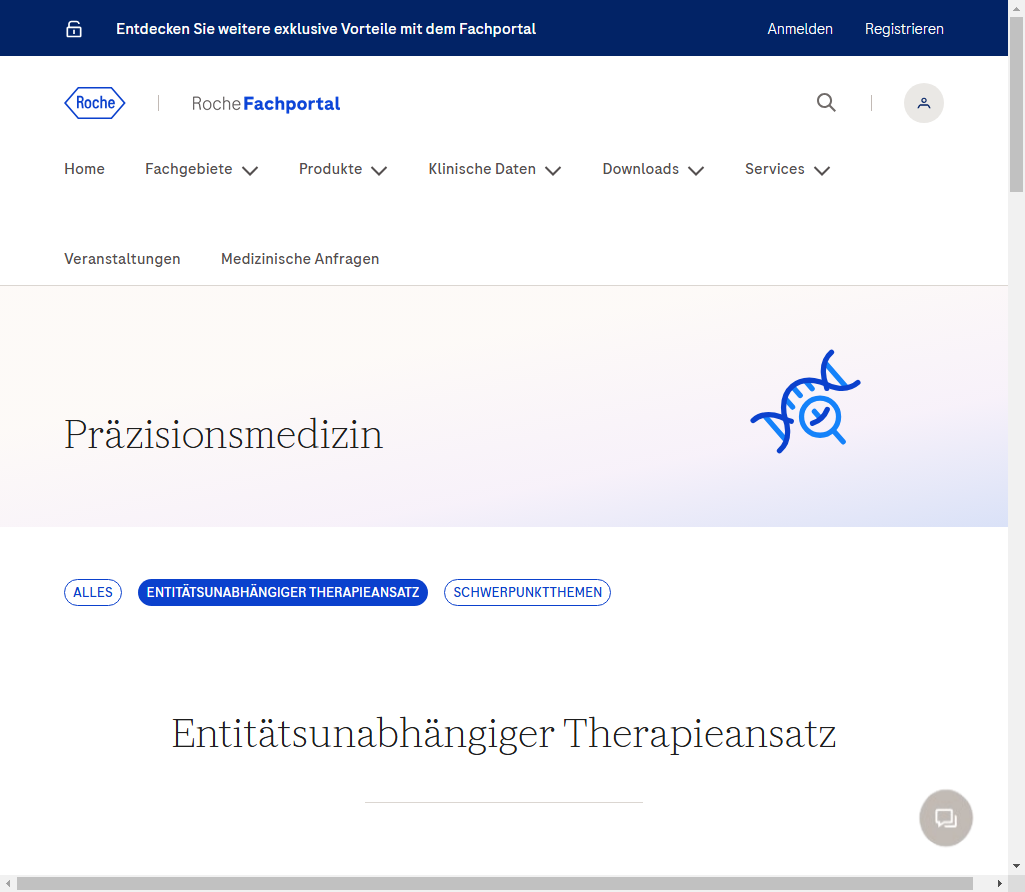 Entdecken Sie weitere exklusive Vorteile mit dem Fachportal Anmelden Registrieren
Roche RocheFachportal
Home Fachgebiete Produkte Klinische Daten Downloads Services
Veranstaltungen Medizinische Anfragen
Präzisionsmedizin
ALLES ENTITÄTSUNABHÄNGIGER THERAPIEANSATZ SCHWERPUNKTTHEMEN
Entitätsunabhängiger Therapieansatz